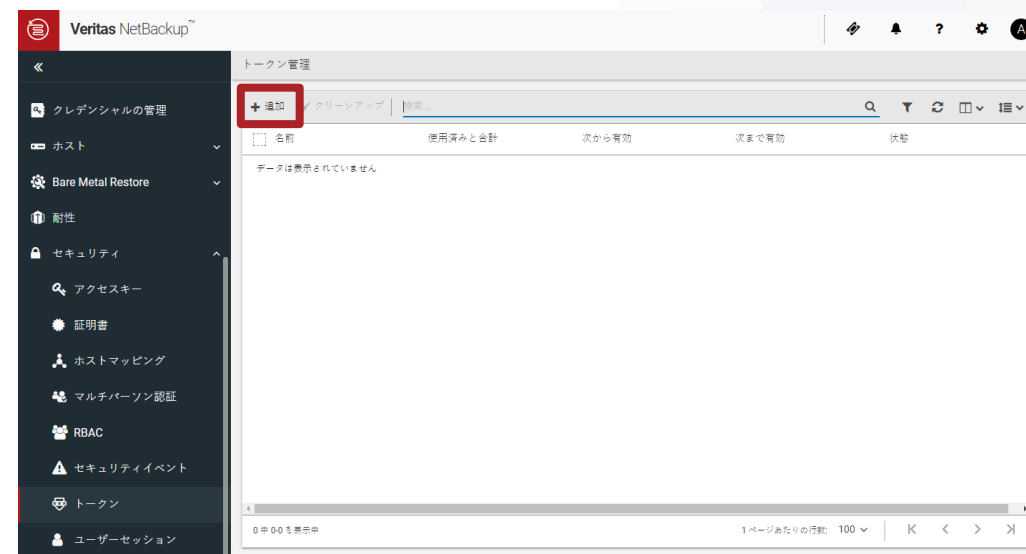 Veritas NetBackup™
A
トークン管理
クレデンシャルの管理
ホスト
Bare Metal Restore
耐性
セキュリティ
アクセスキー
証明書
ホストマッピング
マルチパーソン認証
RBAC
セキュリティイベント
トークン
ユーザーセッション
+ 追加 クリーンアップ 検索...
名前 使用済みと合計 次から有効 次まで有効 状態
データは表示されていません
0 中 0-0 を表示中 1 ページあたりの行数: 100